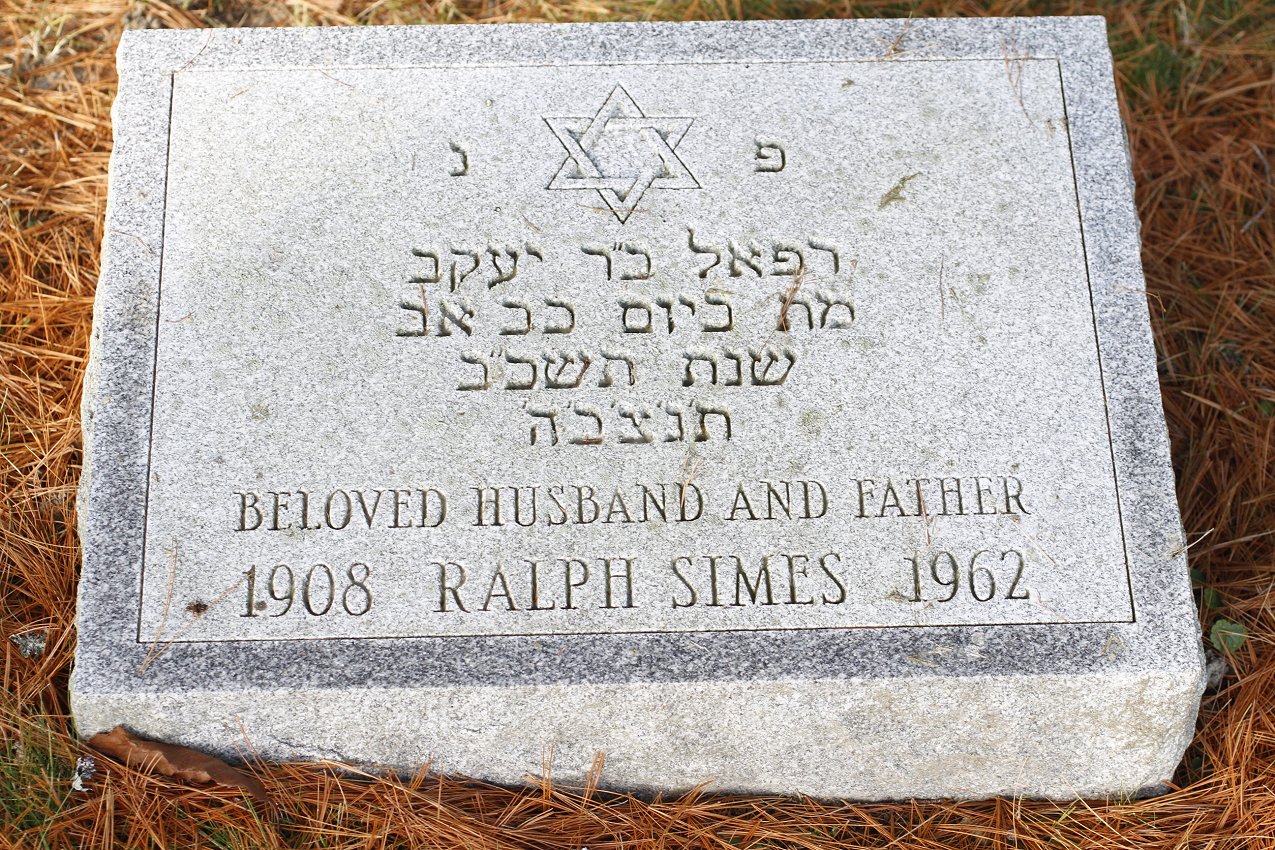 פ נ
רפאל ב״ר יעקב
מת ביום כב אב
שנת תשכ״ב
ת׳נ׳צ׳ב׳ה׳
BELOVED HUSBAND AND FATHER
1908 RALPH SIMES 1962